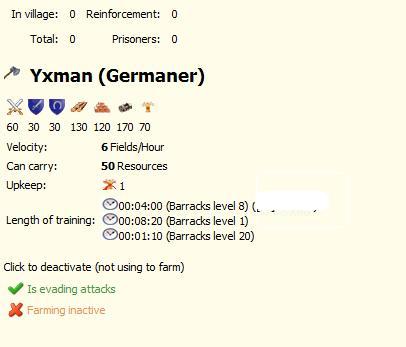 In village: 0 Reinforcement: 0
Total: 0 Prisoners: 0
Yxman (Germaner)
60 30 30 130 120 170 70
Velocity: 6 Fields/Hour
Can carry: 50 Resources
Upkeep: 1
Length of training: 00:04:00 (Barracks level 8) (
00:08:20 (Barracks level 1)
00:01:10 (Barracks level 20)
Click to deactivate (not using to farm)
Is evading attacks
Farming inactive